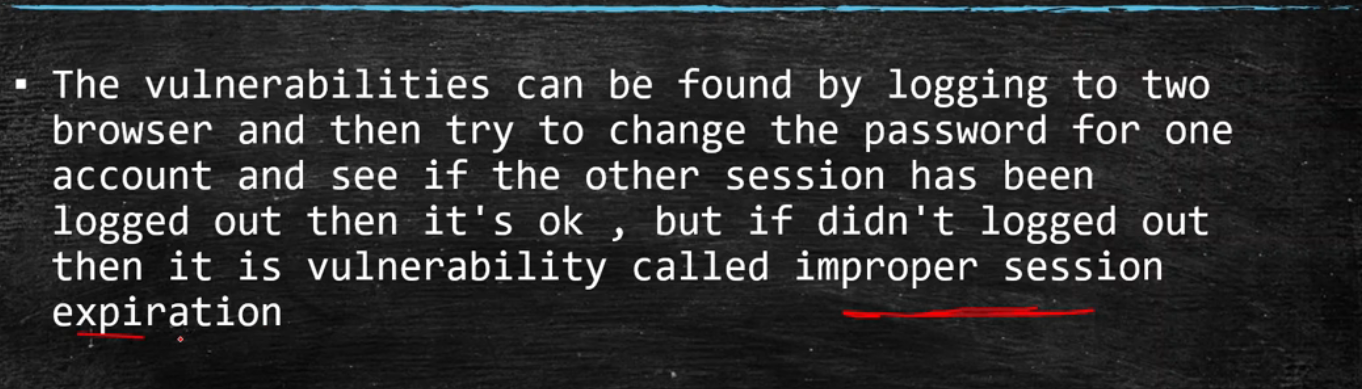 ▪ The vulnerabilities can be found by logging to two
browser and then try to change the password for one
account and see if the other session has been
logged out then it's ok , but if didn't logged out
then it is vulnerability called improper session
expiration